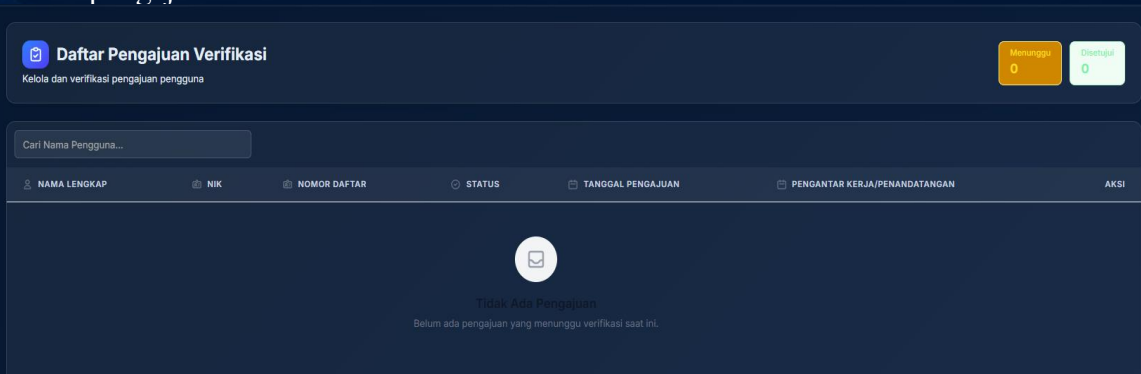 Daftar Pengajuan Verifikasi
Kelola dan verifikasi pengajuan pengguna
Menunggu
0
Disetujui
0
Cari Nama Pengguna...
NAMA LENGKAP NIK NOMOR DAFTAR STATUS TANGGAL PENGAJUAN PENGANTAR KERJA/PENANDATANGAN AKSI
Tidak Ada Pengajuan
Belum ada pengajuan yang menunggu verifikasi saat ini.